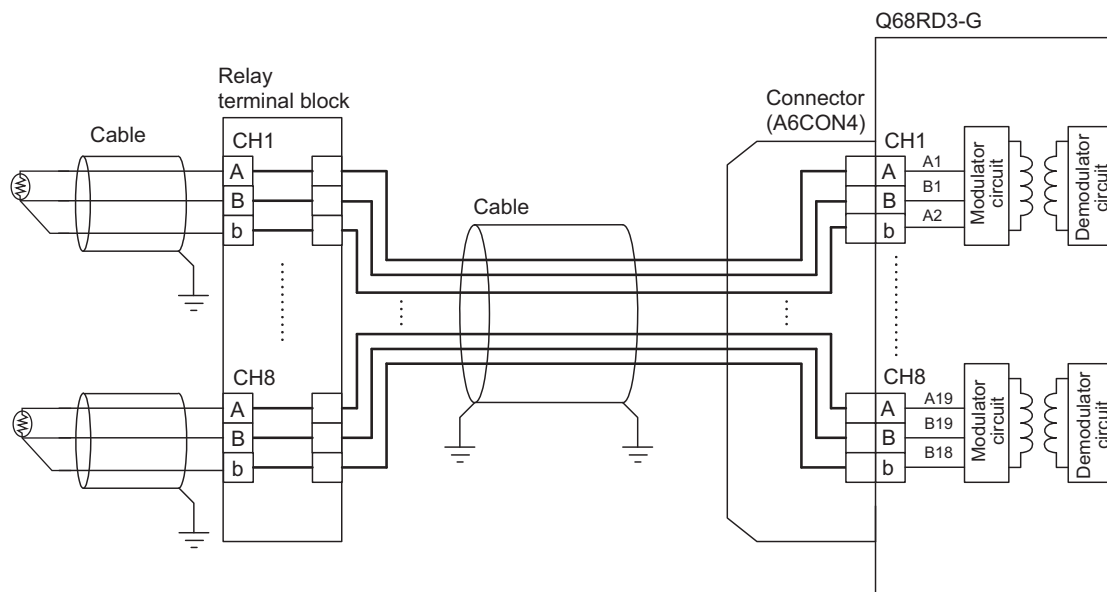 Q68RD3-G
Relay
terminal block
Connector
(A6CON4)
Cable
CH1
CH1
A
A
A1
B
B
B1
b
b
A2
Modulator
circuit
Demodulator
circuit
Cable
CH8
CH8
A
A
A19
B
B
B19
b
b
B18
Modulator
circuit
Demodulator
circuit